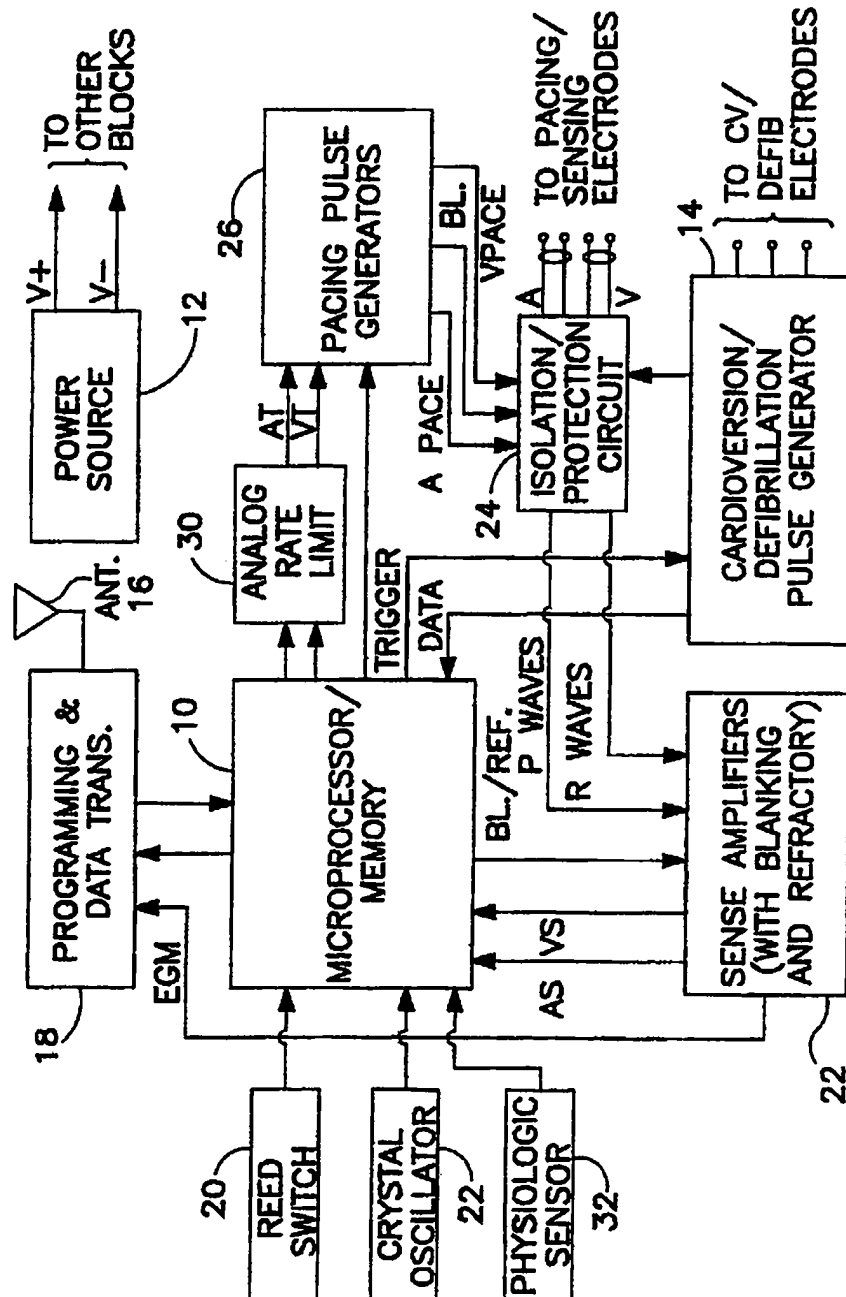 V+
V-
TO
OTHER
BLOCKS
POWER
SOURCE
12
ANT.
16
PROGRAMMING &
DATA TRANS.
18
EGM
26
PACING PULSE
GENERATORS
AT
VT
30
ANALOG
RATE
LIMIT
10
MICROPROCESSOR/
MEMORY
TRIGGER
DATA
A PACE
BL.
VPACE
20
REED
SWITCH
CRYSTAL
OSCILLATOR
22
PHYSIOLOGIC
SENSOR
32
24
ISOLATION/
PROTECTION
CIRCUIT
A
V
TO PACING/
SENSING
ELECTRODES
BL./REF.
P WAVES
R WAVES
AS
VS
SENSE AMPLIFIERS
(WITH BLANKING
AND REFRACTORY)
22
14
CARDIOVERSION/
DEFIBRILLATION
PULSE GENERATOR
TO CV/
DEFIB
ELECTRODES